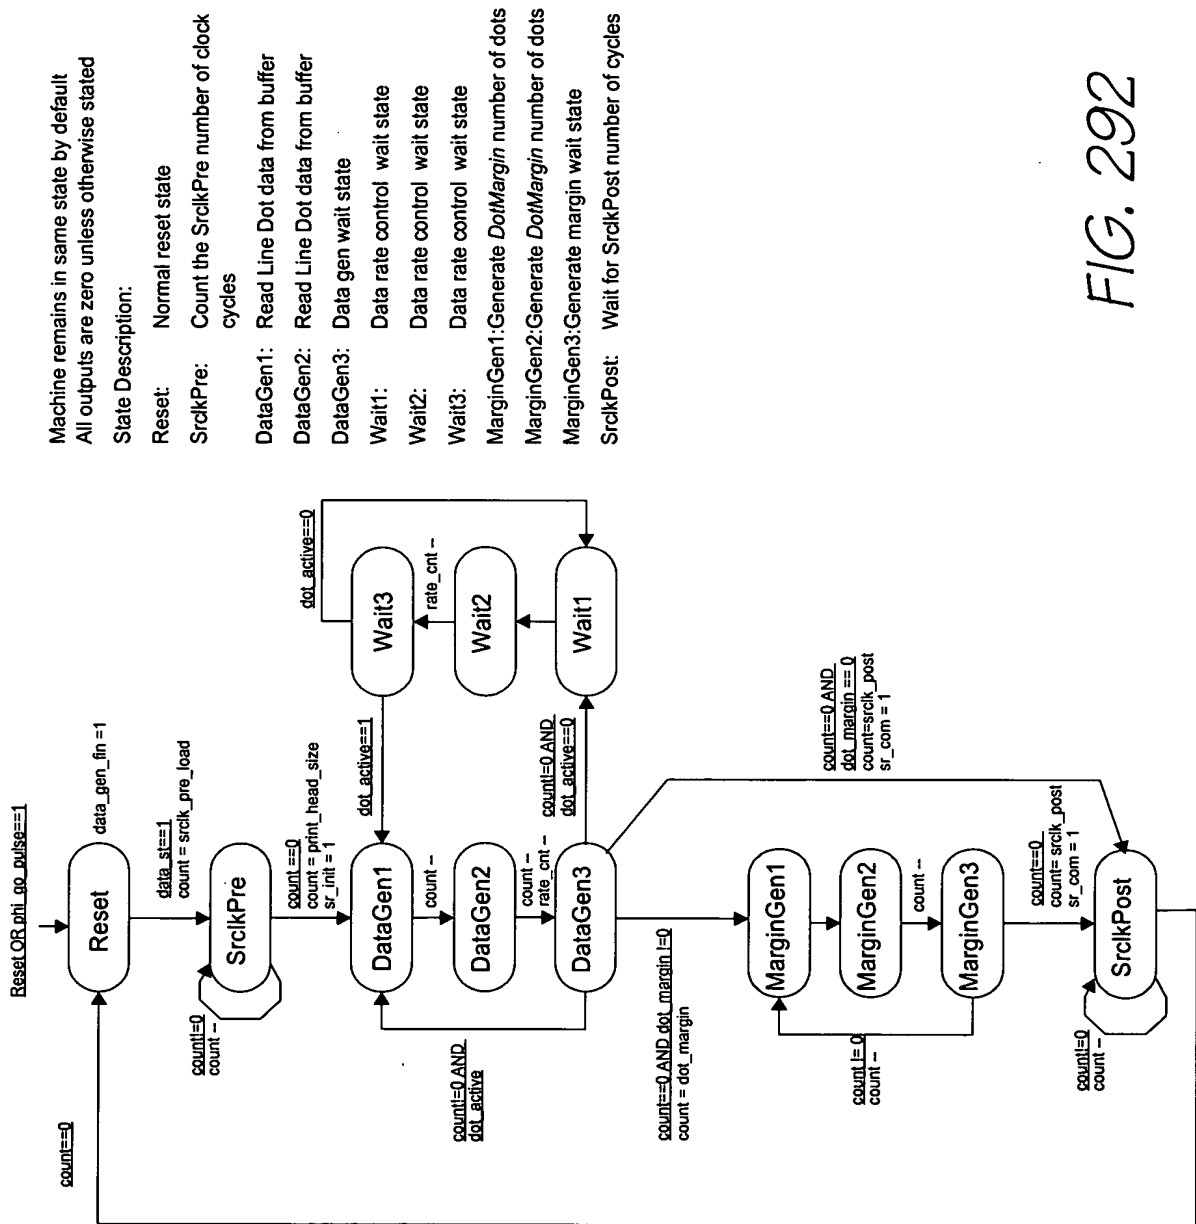 Machine remains in same state by default
All outputs are zero unless otherwise stated
State Description:
Reset: Normal reset state
SrclkPre: Count the SrclkPre number of clock
cycles
DataGen1: Read Line Dot data from buffer
DataGen2: Read Line Dot data from buffer
DataGen3: Data gen wait state
Wait1: Data rate control wait state
Wait2: Data rate control wait state
Wait3: Data rate control wait state
MarginGen1:Generate DotMargin number of dots
MarginGen2:Generate DotMargin number of dots
MarginGen3:Generate margin wait state
SrclkPost: Wait for SrclkPost number of cycles
Reset OR phi_go_pulse==1
Reset
data_gen_fin =1
count==0
data_st==1
count = srclk_pre_load
SrclkPre
count!=0
count --
count ==0
count = print_head_size
sr_init = 1
DataGen1
dot_active==1
count --
DataGen2
count --
rate_cnt --
DataGen3
count!=0 AND
dot_active
count!=0 AND
dot_active==0
Wait3
dot_active==0
rate_cnt --
Wait2
Wait1
count==0 AND dot_margin !=0
count = dot_margin
count==0 AND
dot_margin == 0
count=srclk_post
sr_com = 1
MarginGen1
MarginGen2
count --
MarginGen3
count != 0
count --
count==0
count= srclk_post
sr_com = 1
SrclkPost
count!=0
count --
FIG. 292